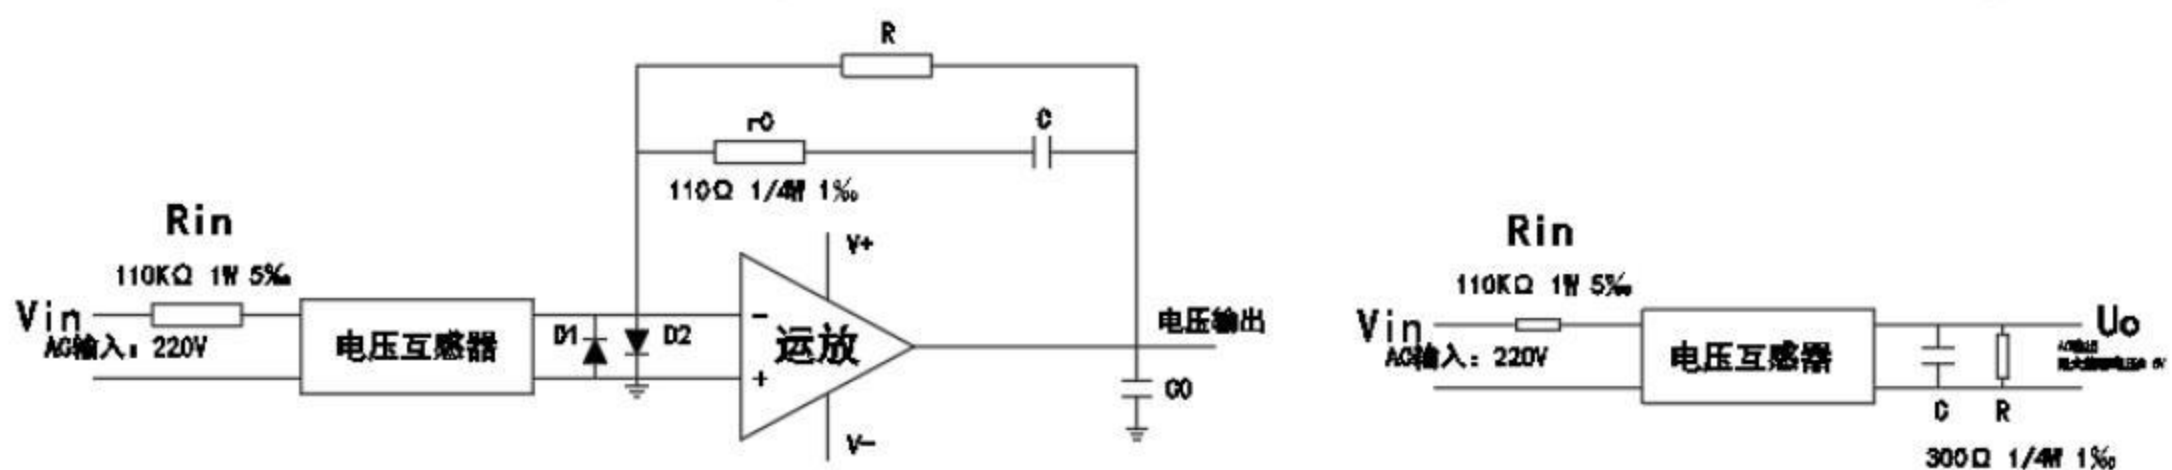 R
r0
C
110Ω 1/4W 1‰
Rin
110KΩ 1W 5‰
Vin
AC输入：220V
电压互感器
D1
D2
V+
-
运放
+
V-
电压输出
C0
Rin
110KΩ 1W 5‰
Vin
AC输入：220V
电压互感器
Uo
C
R
300Ω 1/4W 1‰